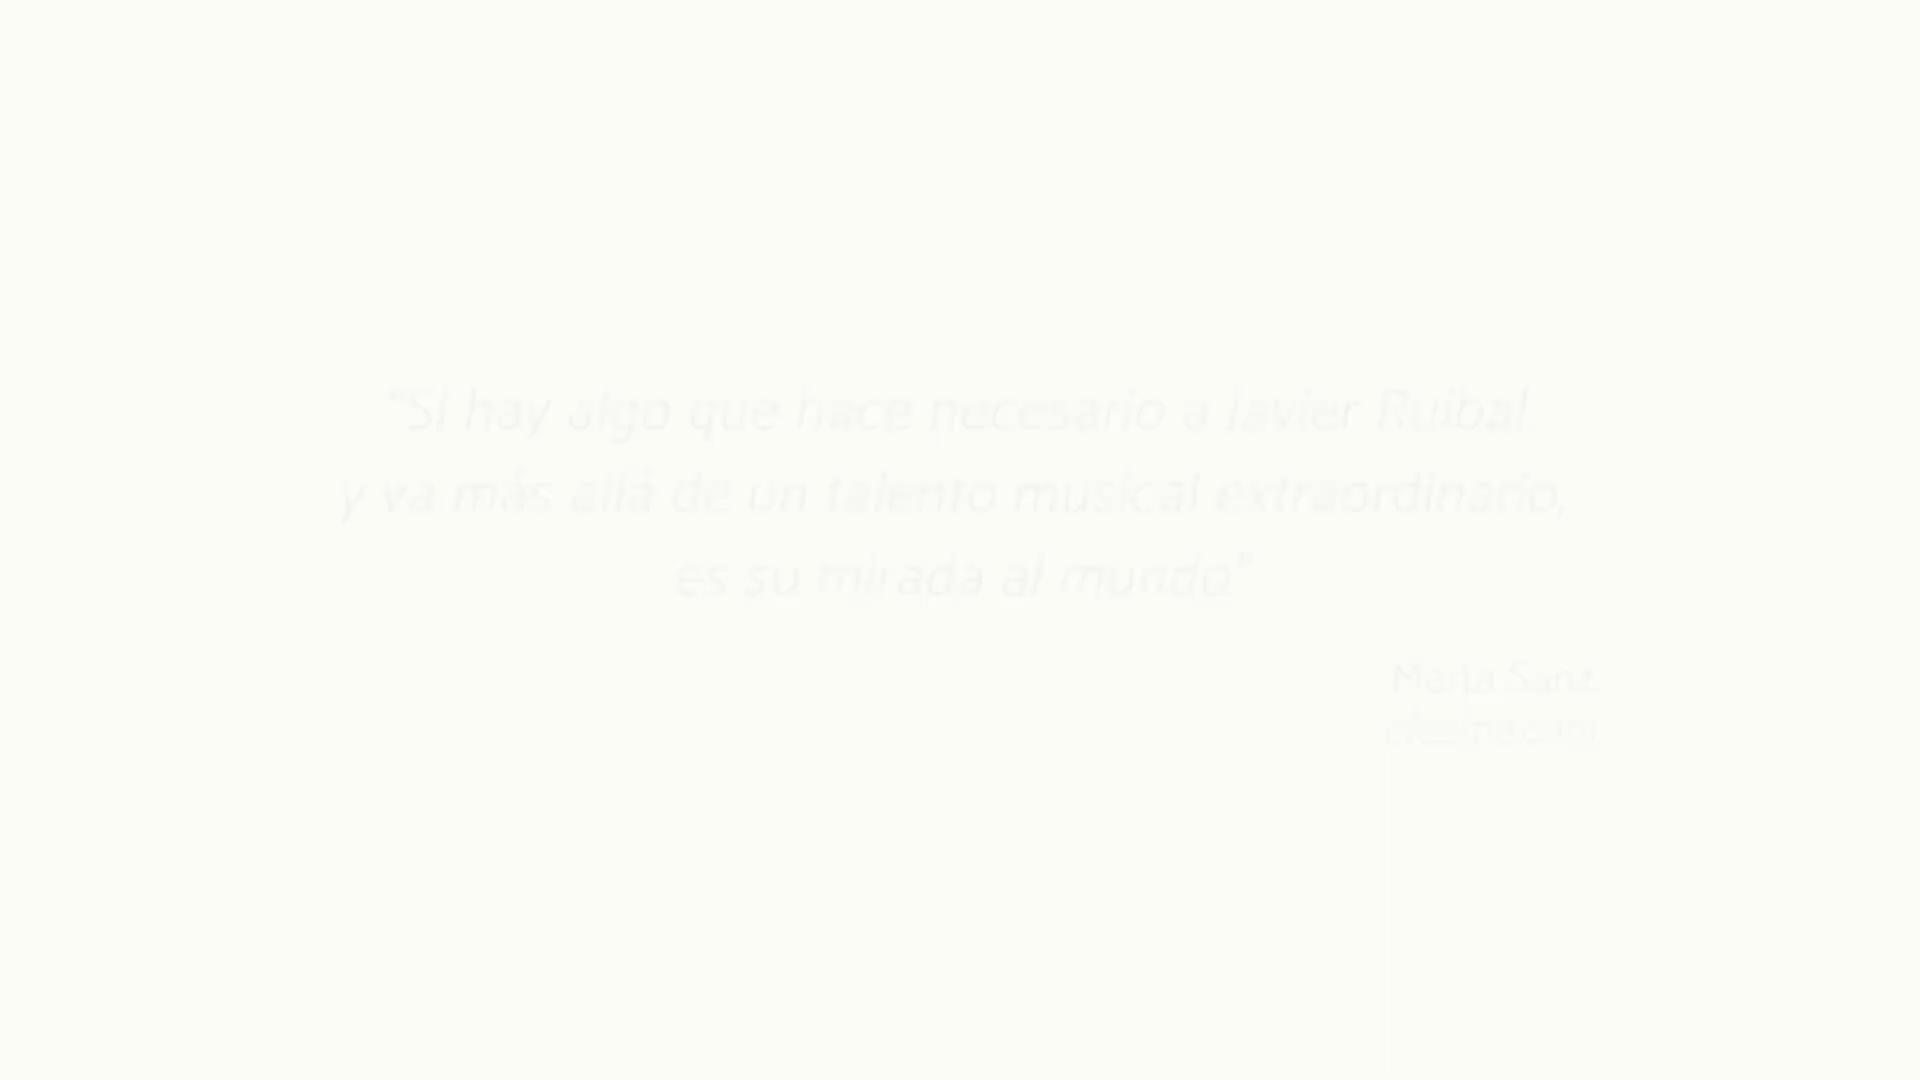 "Si hay algo que hace necesario a Javier Ruibal
y va más allá de un talento musical extraordinario,
es su mirada al mundo"
Sanz